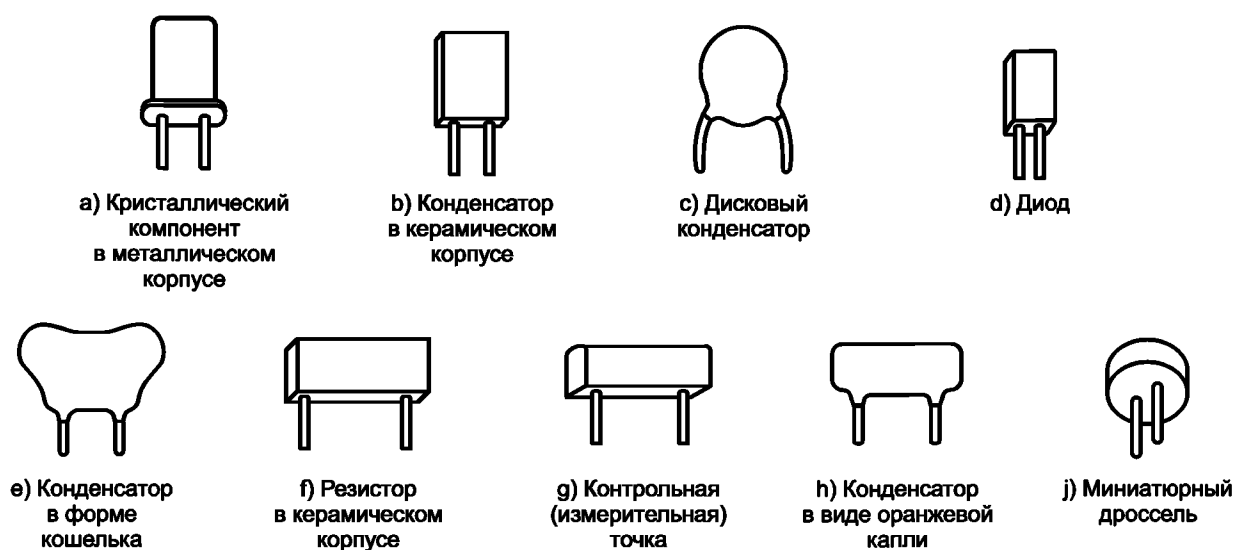 а) Кристаллический
компонент
в металлическом
корпусе
b) Конденсатор
в керамическом
корпусе
c) Дисковый
конденсатор
d) Диод
e) Конденсатор
в форме
кошелька
f) Резистор
в керамическом
корпусе
g) Контрольная
(измерительная)
точка
h) Конденсатор
в виде оранжевой
капли
j) Миниатюрный
дроссель